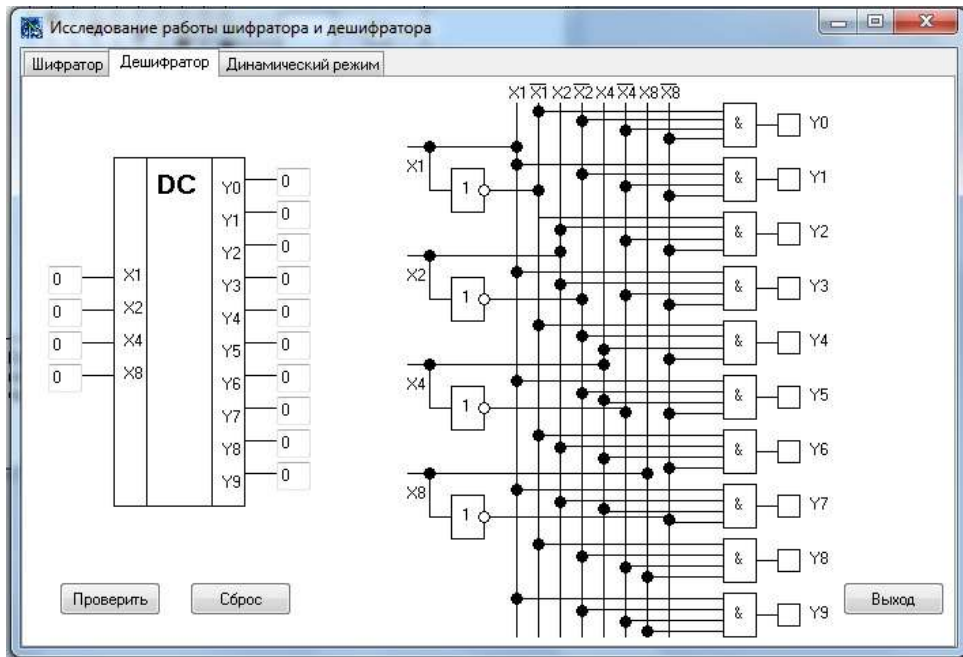 Исследование работы шифратора и дешифратора
Шифратор Дешифратор Динамический режим
DC
0 X1
0 X2
0 X4
0 X8
Y0 0
Y1 0
Y2 0
Y3 0
Y4 0
Y5 0
Y6 0
Y7 0
Y8 0
Y9 0
X1 X̅1̅ X2 X̅2̅ X4 X̅4̅ X8 X̅8̅
X1
1
X2
1
X4
1
X8
1
& Y0
& Y1
& Y2
& Y3
& Y4
& Y5
& Y6
& Y7
& Y8
& Y9
Проверить Сброс Выход